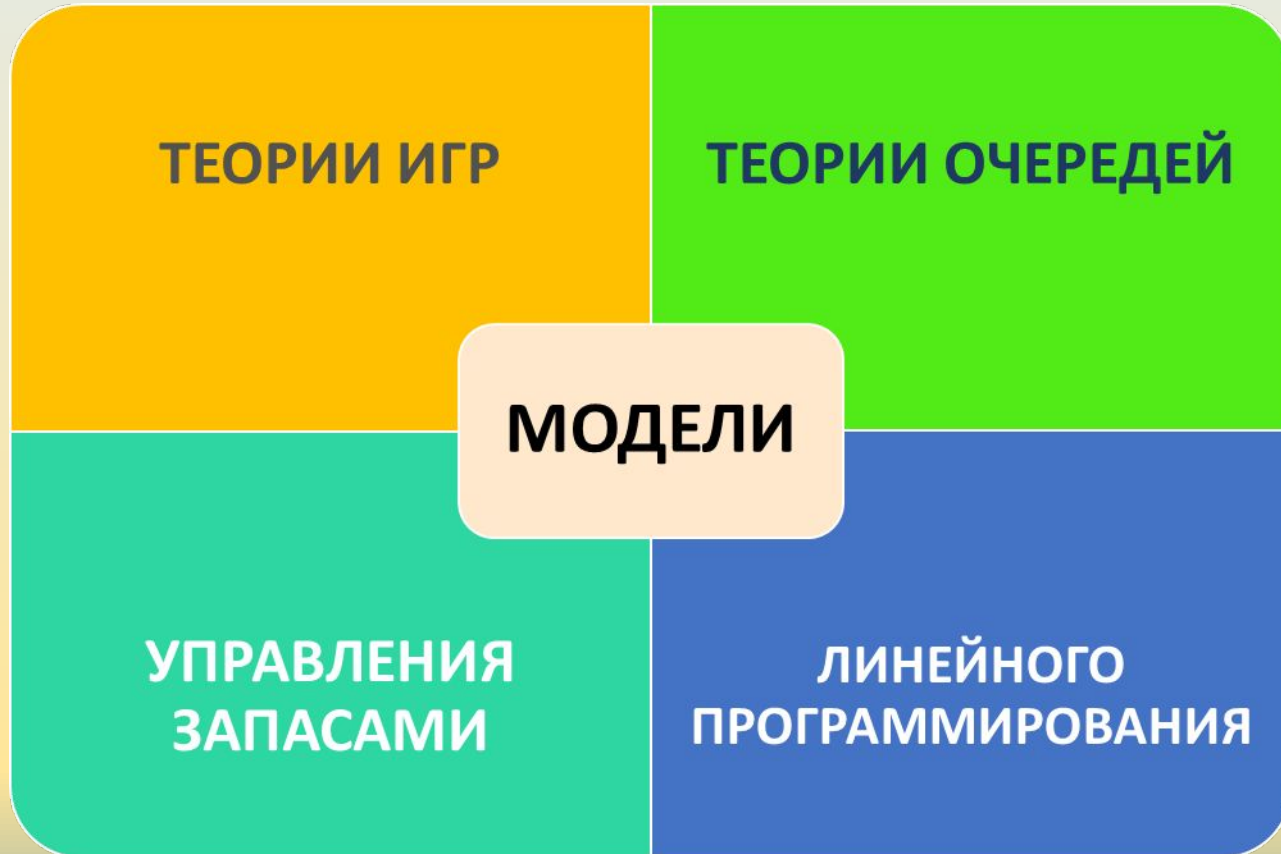 ТЕОРИИ ИГР
ТЕОРИИ ОЧЕРЕДЕЙ
МОДЕЛИ
УПРАВЛЕНИЯ
ЗАПАСАМИ
ЛИНЕЙНОГО
ПРОГРАММИРОВАНИЯ